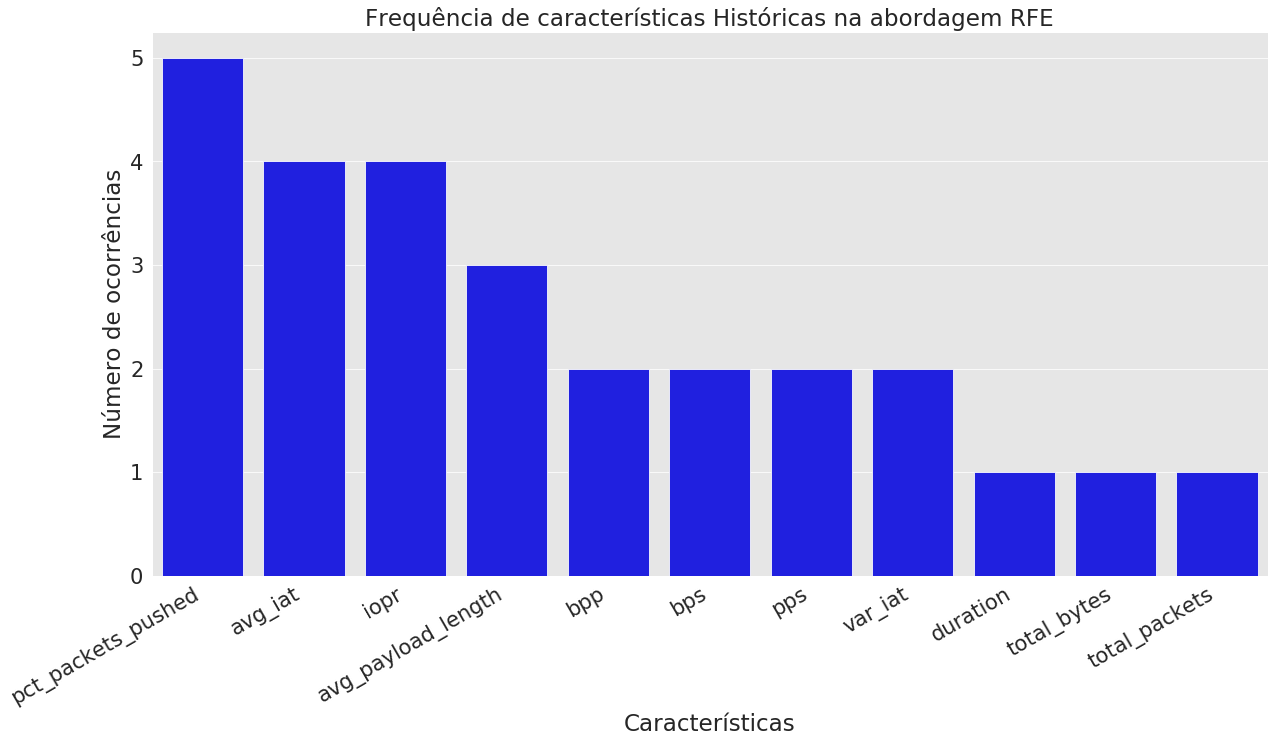 Frequência de características Históricas na abordagem RFE
Número de ocorrências
5
4
3
2
1
0
pct_packets_pushed
avg_iat
iopr
avg_payload_length
bpp
bps
pps
var_iat
duration
total_bytes
total_packets
Características